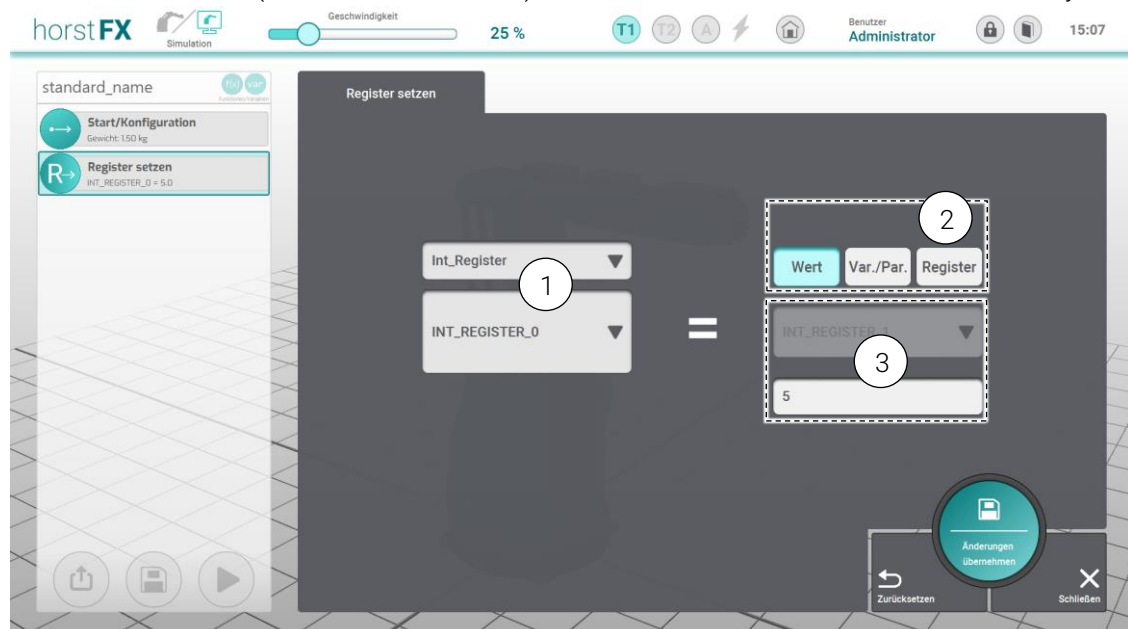 horstFX
Simulation
Geschwindigkeit
25 %
T1 T2 A
Benutzer
Administrator
15:07
standard_name
f(x) var
Register setzen
Start/Konfiguration
Gewicht: 1.50 kg
R→ Register setzen
INT_REGISTER_0 = 5.0
2
Int_Register
Wert Var./Par. Register
1
INT_REGISTER_0
=
INT_REGISTER_1
3
5
Änderungen
übernehmen
Zurücksetzen
Schließen